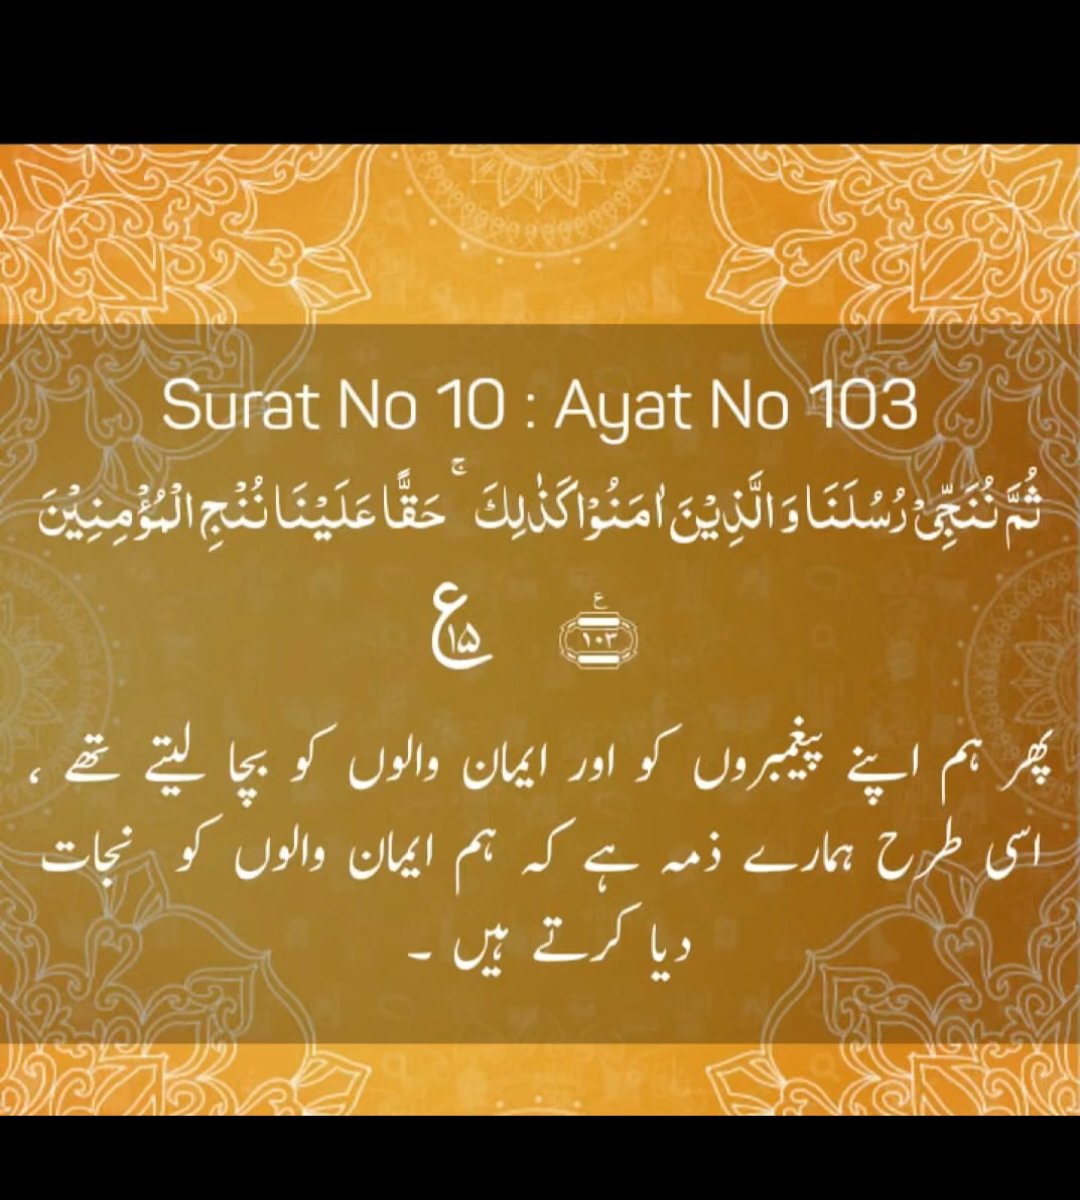 Surat No 10 : Ayat No 103
ثُمَّ نُنَجِّیۡ رُسُلَنَا وَ الَّذِیۡنَ اٰمَنُوۡا کَذٰلِکَ ۚ حَقًّا عَلَیۡنَا نُنۡجِ الۡمُؤۡمِنِیۡنَ
﴿۱۰۳﴾٪ ع ۱۵
پھر ہم اپنے پیغمبروں کو اور ایمان والوں کو بچا لیتے تھے ،
اسی طرح ہمارے ذمہ ہے کہ ہم ایمان والوں کو نجات
دیا کرتے ہیں ۔